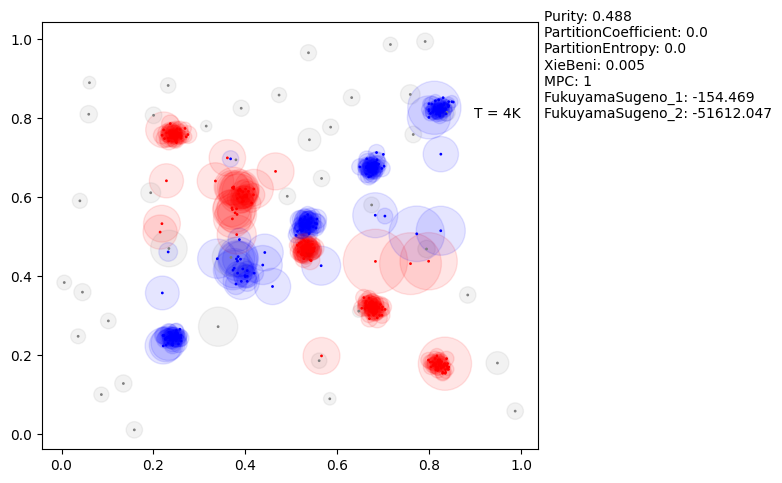 Purity: 0.488
PartitionCoefficient: 0.0
PartitionEntropy: 0.0
XieBeni: 0.005
MPC: 1
FukuyamaSugeno_1: -154.469
FukuyamaSugeno_2: -51612.047
T = 4K
1.0
0.8
0.6
0.4
0.2
0.0
0.0 0.2 0.4 0.6 0.8 1.0